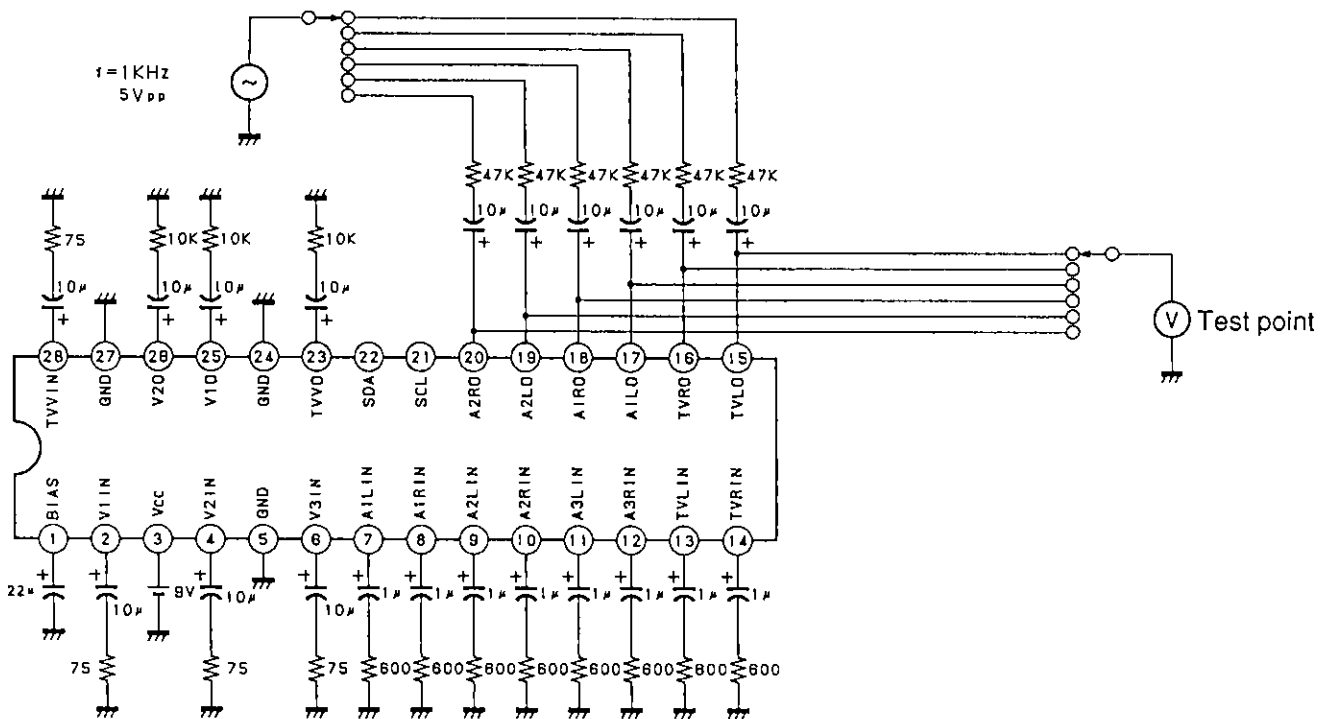 f=1KHz
5Vpp
47K 47K 47K 47K 47K 47K
10μ 10μ 10μ 10μ 10μ 10μ
+ + + + + +
75 10K 10K 10K
10μ 10μ 10μ 10μ
+ + + +
V Test point
28 27 26 25 24 23 22 21 20 19 18 17 16 15
TVVIN GND V2O V1O GND TVVO SDA SCL A2RO A2LO A1RO A1LO TVRO TVLO
BIAS V1IN Vcc V2IN GND V3IN A1LIN A1RIN A2LIN A2RIN A3LIN A3RIN TVLIN TVRIN
1 2 3 4 5 6 7 8 9 10 11 12 13 14
+ + + + + + + + + + + +
22μ 10μ 9V 10μ 10μ 1μ 1μ 1μ 1μ 1μ 1μ 1μ 1μ
75 75 75 600 600 600 600 600 600 600 600